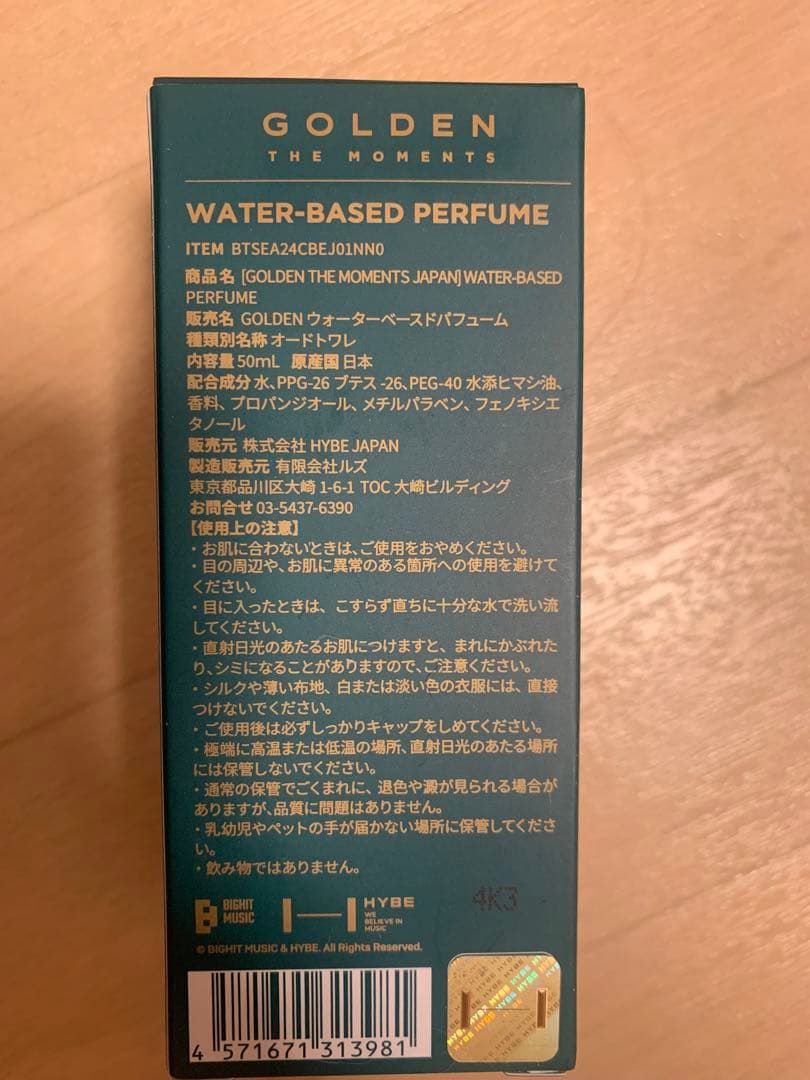 GOLDEN
THE MOMENTS
WATER-BASED PERFUME
ITEM BTSEA24CBEJ01NN0
商品名 [GOLDEN THE MOMENTS JAPAN] WATER-BASED
PERFUME
販売名 GOLDEN ウォーターベースドパフューム
種類別名称 オードトワレ
内容量 50mL 原産国 日本
配合成分 水、PPG-26 ブテス -26、PEG-40 水添ヒマシ油、
香料、プロパンジオール、メチルパラベン、フェノキシエ
タノール
販売元 株式会社 HYBE JAPAN
製造販売元 有限会社ルズ
東京都品川区大崎 1-6-1 TOC 大崎ビルディング
お問合せ 03-5437-6390
【使用上の注意】
・お肌に合わないときは、ご使用をおやめください。
・目の周辺や、お肌に異常のある箇所への使用を避けて
ください。
・目に入ったときは、こすらず直ちに十分な水で洗い流
してください。
・直射日光のあたるお肌につけますと、まれにかぶれた
り、シミになることがありますので、ご注意ください。
・シルクや薄い布地、白または淡い色の衣服には、直接
つけないでください。
・ご使用後は必ずしっかりキャップをしめてください。
・極端に高温または低温の場所、直射日光のあたる場所
には保管しないでください。
・通常の保管でごくまれに、退色や澱が見られる場合が
ありますが、品質に問題はありません。
・乳幼児やペットの手が届かない場所に保管してくださ
い。
・飲み物ではありません。
BIGHIT
MUSIC
HYBE
WE
BELIEVE IN
MUSIC
4K3
© BIGHIT MUSIC & HYBE. All Rights Reserved.
4 571671 313981
HYBE HYBE HYBE